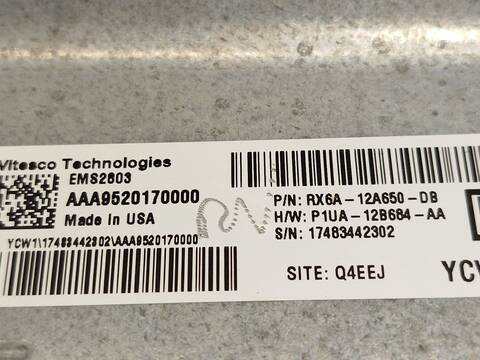 Vitesco Technologies
EMS2603
AAA9520170000
Made in USA
YCW1\17483442302\AAA9520170000
P/N: RX6A-12A650-DB
H/W: P1UA-12B684-AA
S/N: 17483442302
SITE: Q4EEJ